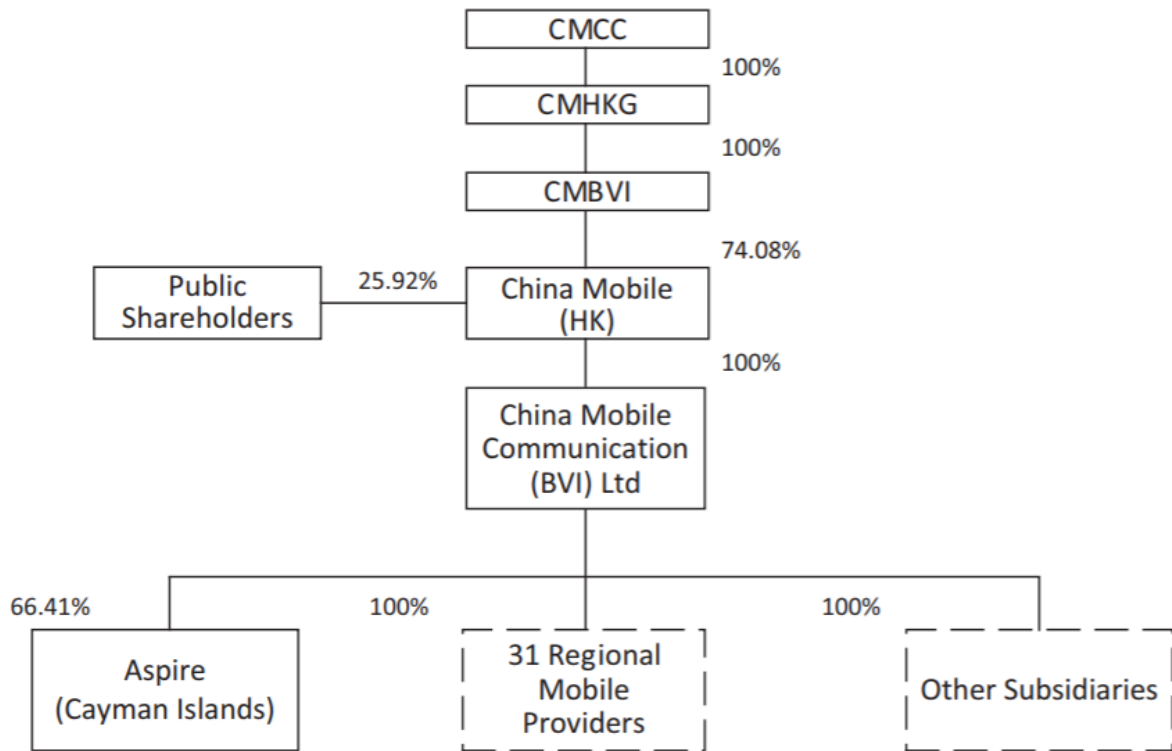 CMCC
100%
CMHKG
100%
CMBVI
74.08%
Public
Shareholders
25.92%
China Mobile
(HK)
100%
China Mobile
Communication
(BVI) Ltd
66.41%
100%
100%
Aspire
(Cayman Islands)
31 Regional
Mobile
Providers
Other Subsidiaries